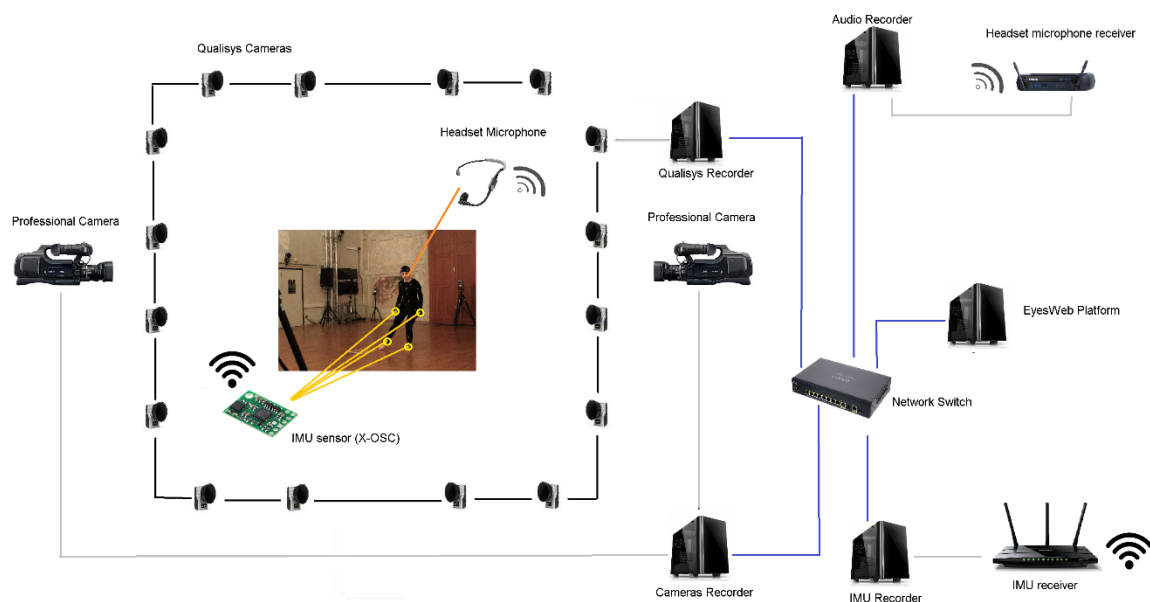 Audio Recorder
Headset microphone receiver
Qualisys Cameras
Headset Microphone
Qualisys Recorder
Professional Camera
Professional Camera
EyesWeb Platform
Network Switch
IMU sensor (X-OSC)
Cameras Recorder
IMU Recorder
IMU receiver